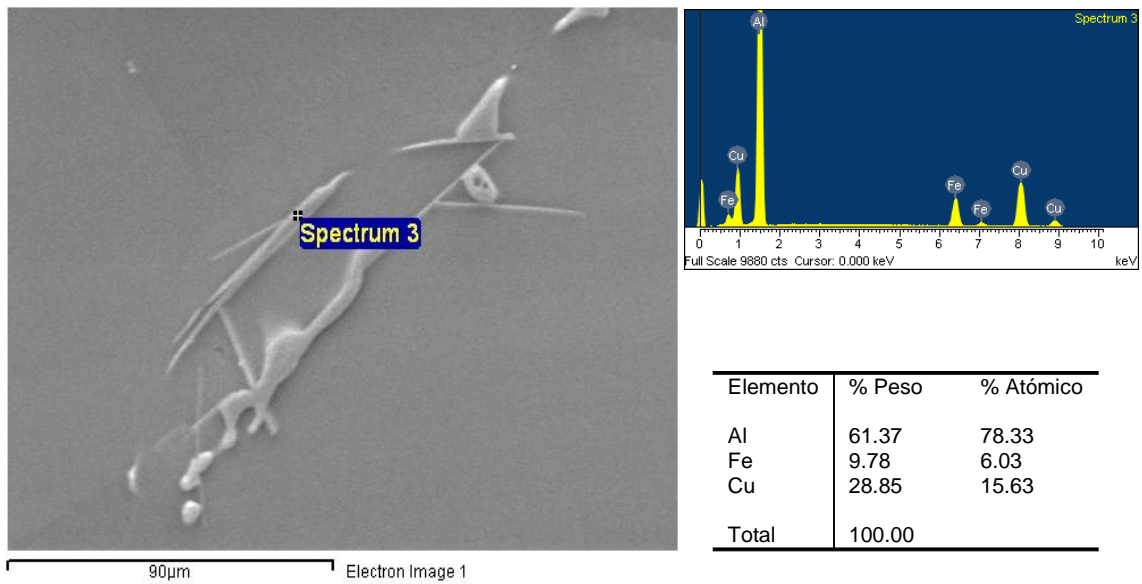 Spectrum 3
90µm
Electron Image 1
Spectrum 3
Al
Cu
Fe
Cu
Fe
Fe
Cu
0 1 2 3 4 5 6 7 8 9 10
Full Scale 9880 cts Cursor: 0.000 keV
keV
Elemento % Peso % Atómico
Al 61.37 78.33
Fe 9.78 6.03
Cu 28.85 15.63
Total 100.00